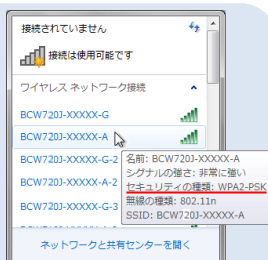 接続されていません
接続は使用可能です
ワイヤレス ネットワーク接続
BCW720J-XXXXX-G
BCW720J-XXXXX-A
BCW720J-XXXXX-G-2
BCW720J-XXXXX-A-2
BCW720J-XXXXX-G-3
名前: BCW720J-XXXXX-A
シグナルの強さ: 非常に強い
セキュリティの種類: WPA2-PSK
無線の種類: 802.11n
SSID: BCW720J-XXXXX-A
ネットワークと共有センターを開く